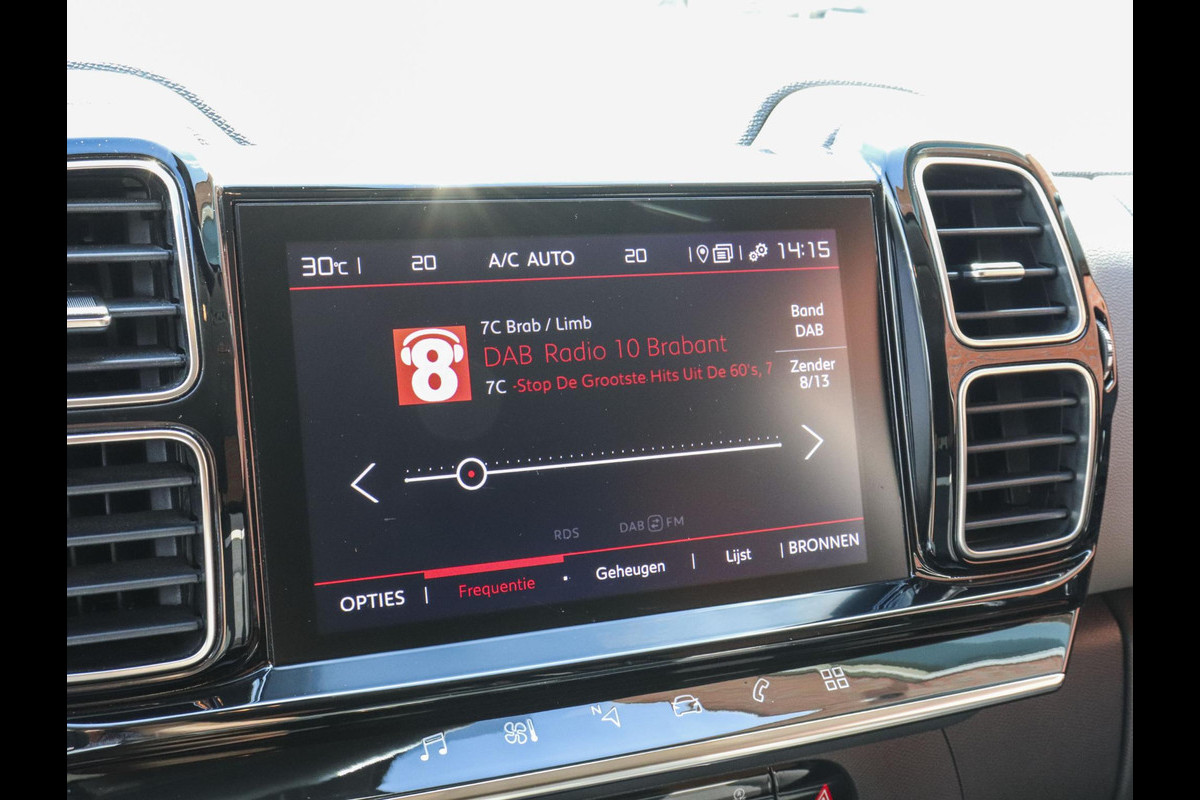 30°C | 20 A/C AUTO 20 | | 14:15
8
7C Brab / Limb
DAB Radio 10 Brabant
7C -Stop De Grootste Hits Uit De 60's, 7
Band
DAB
Zender
8/13
RDS DAB FM
OPTIES | Frequentie Geheugen | Lijst | BRONNEN
N